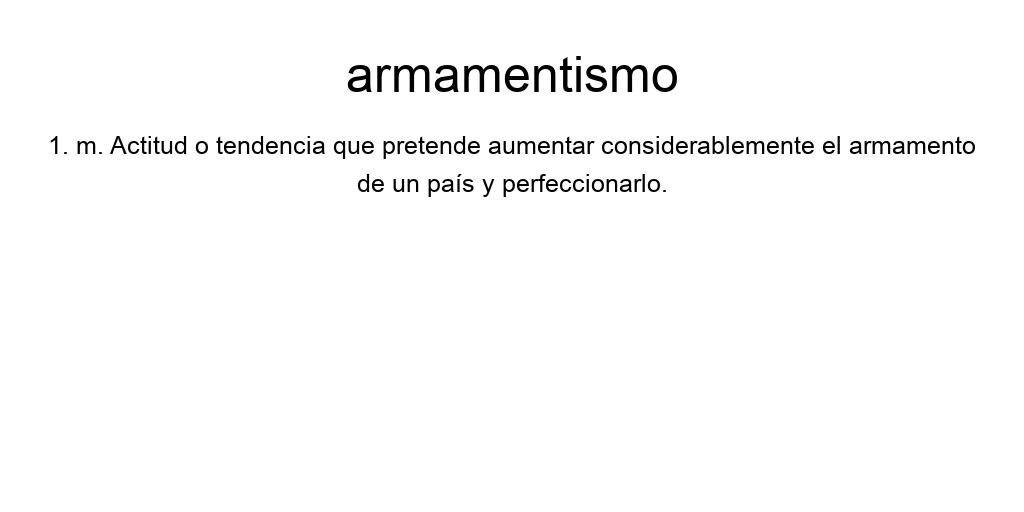 armamentismo
1. m. Actitud o tendencia que pretende aumentar considerablemente el armamento
de un país y perfeccionarlo.